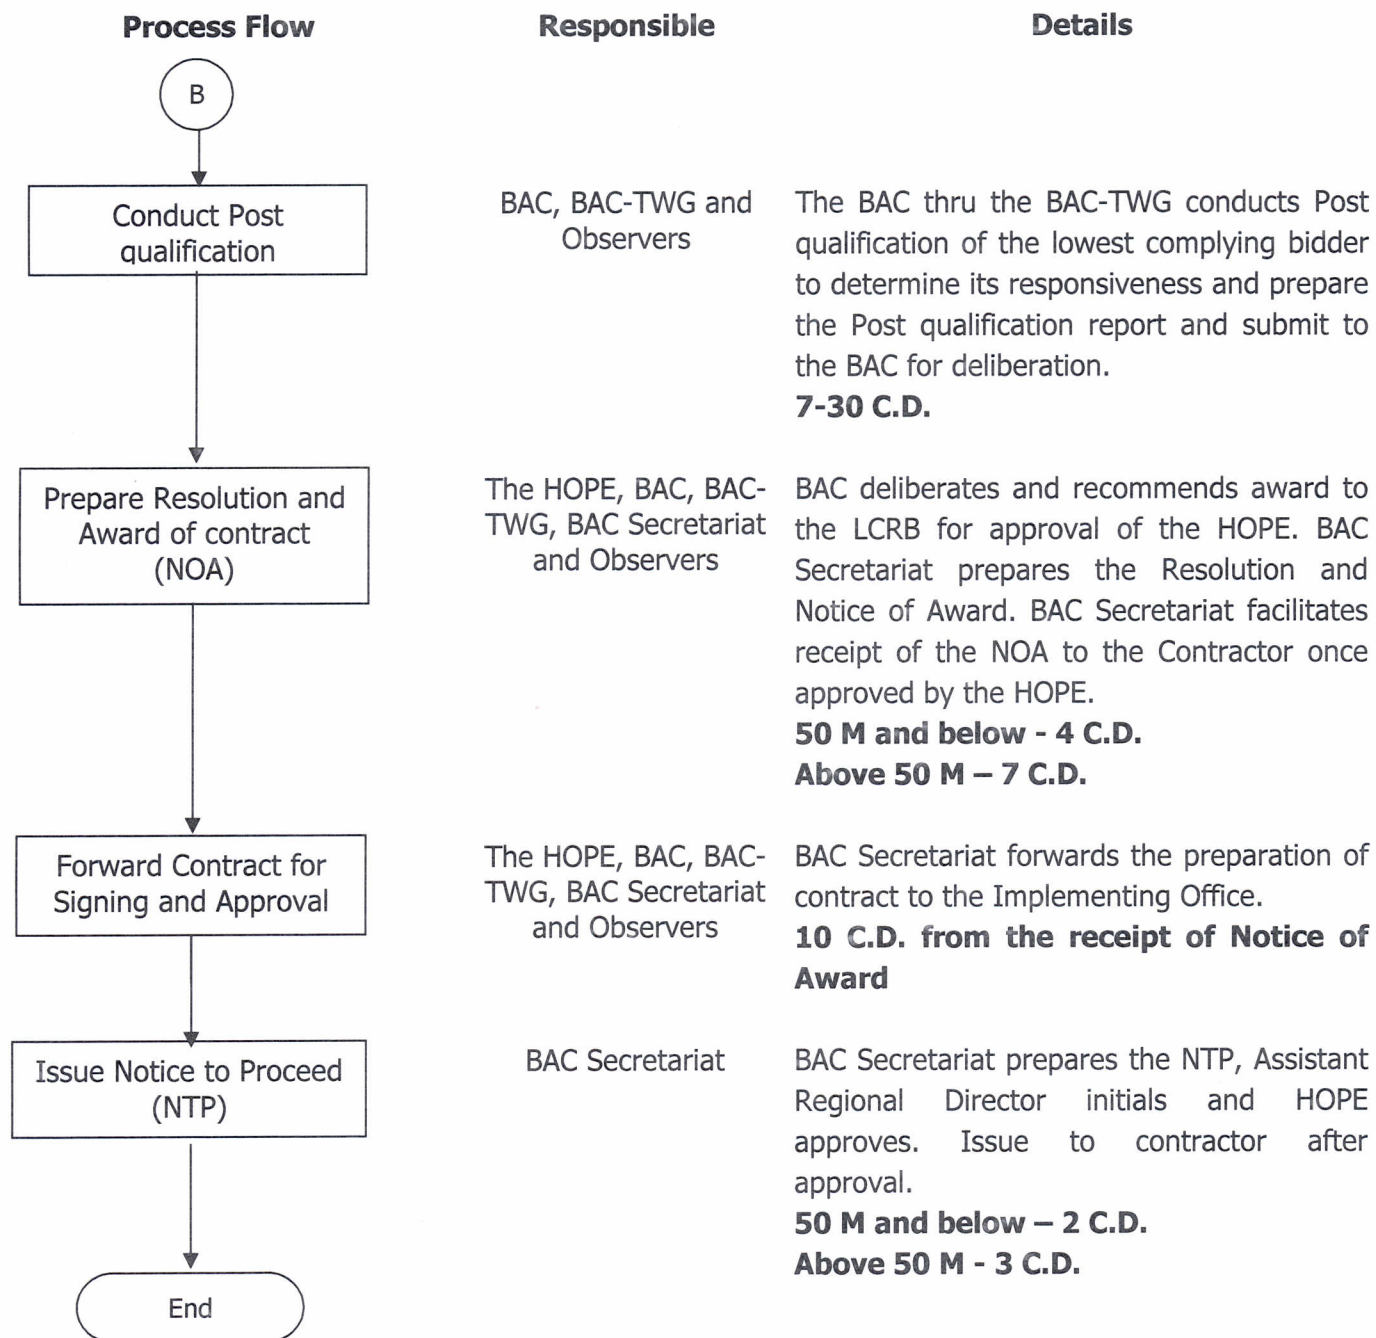 Process Flow
Responsible
Details
B
Conduct Post
qualification
BAC, BAC-TWG and
Observers
The BAC thru the BAC-TWG conducts Post
qualification of the lowest complying bidder
to determine its responsiveness and prepare
the Post qualification report and submit to
the BAC for deliberation.
7-30 C.D.
Prepare Resolution and
Award of contract
(NOA)
The HOPE, BAC, BAC-
TWG, BAC Secretariat
and Observers
BAC deliberates and recommends award to
the LCRB for approval of the HOPE. BAC
Secretariat prepares the Resolution and
Notice of Award. BAC Secretariat facilitates
receipt of the NOA to the Contractor once
approved by the HOPE.
50 M and below - 4 C.D.
Above 50 M – 7 C.D.
Forward Contract for
Signing and Approval
The HOPE, BAC, BAC-
TWG, BAC Secretariat
and Observers
BAC Secretariat forwards the preparation of
contract to the Implementing Office.
10 C.D. from the receipt of Notice of
Award
Issue Notice to Proceed
(NTP)
BAC Secretariat
BAC Secretariat prepares the NTP, Assistant
Regional Director initials and HOPE
approves. Issue to contractor after
approval.
50 M and below – 2 C.D.
Above 50 M - 3 C.D.
End